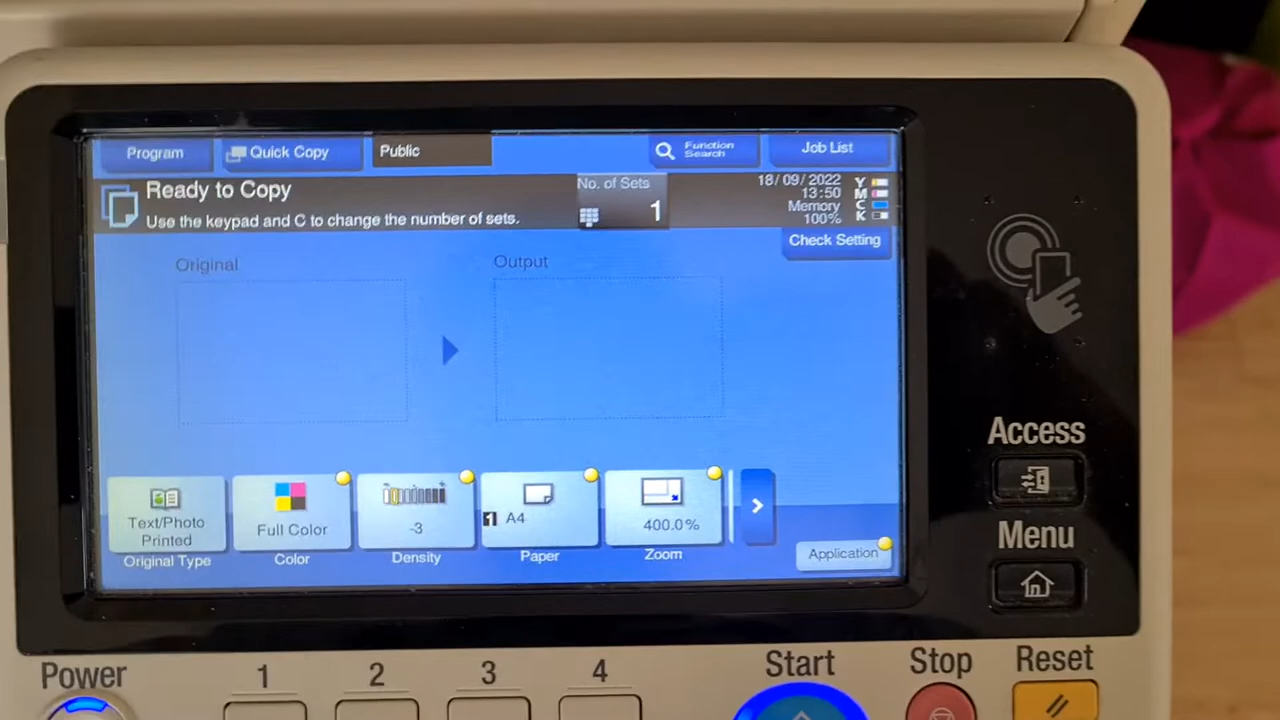 Program
Quick Copy
Public
Function Search
Job List
Ready to Copy
Use the keypad and C to change the number of sets.
No. of Sets
1
18/09/2022
13:50
Memory
100%
Y
M
C
K
Check Setting
Original
Output
Text/Photo
Printed
Original Type
Full Color
Color
-3
Density
1 A4
Paper
400.0%
Zoom
Application
Access
Menu
Power
1
2
3
4
Start
Stop
Reset